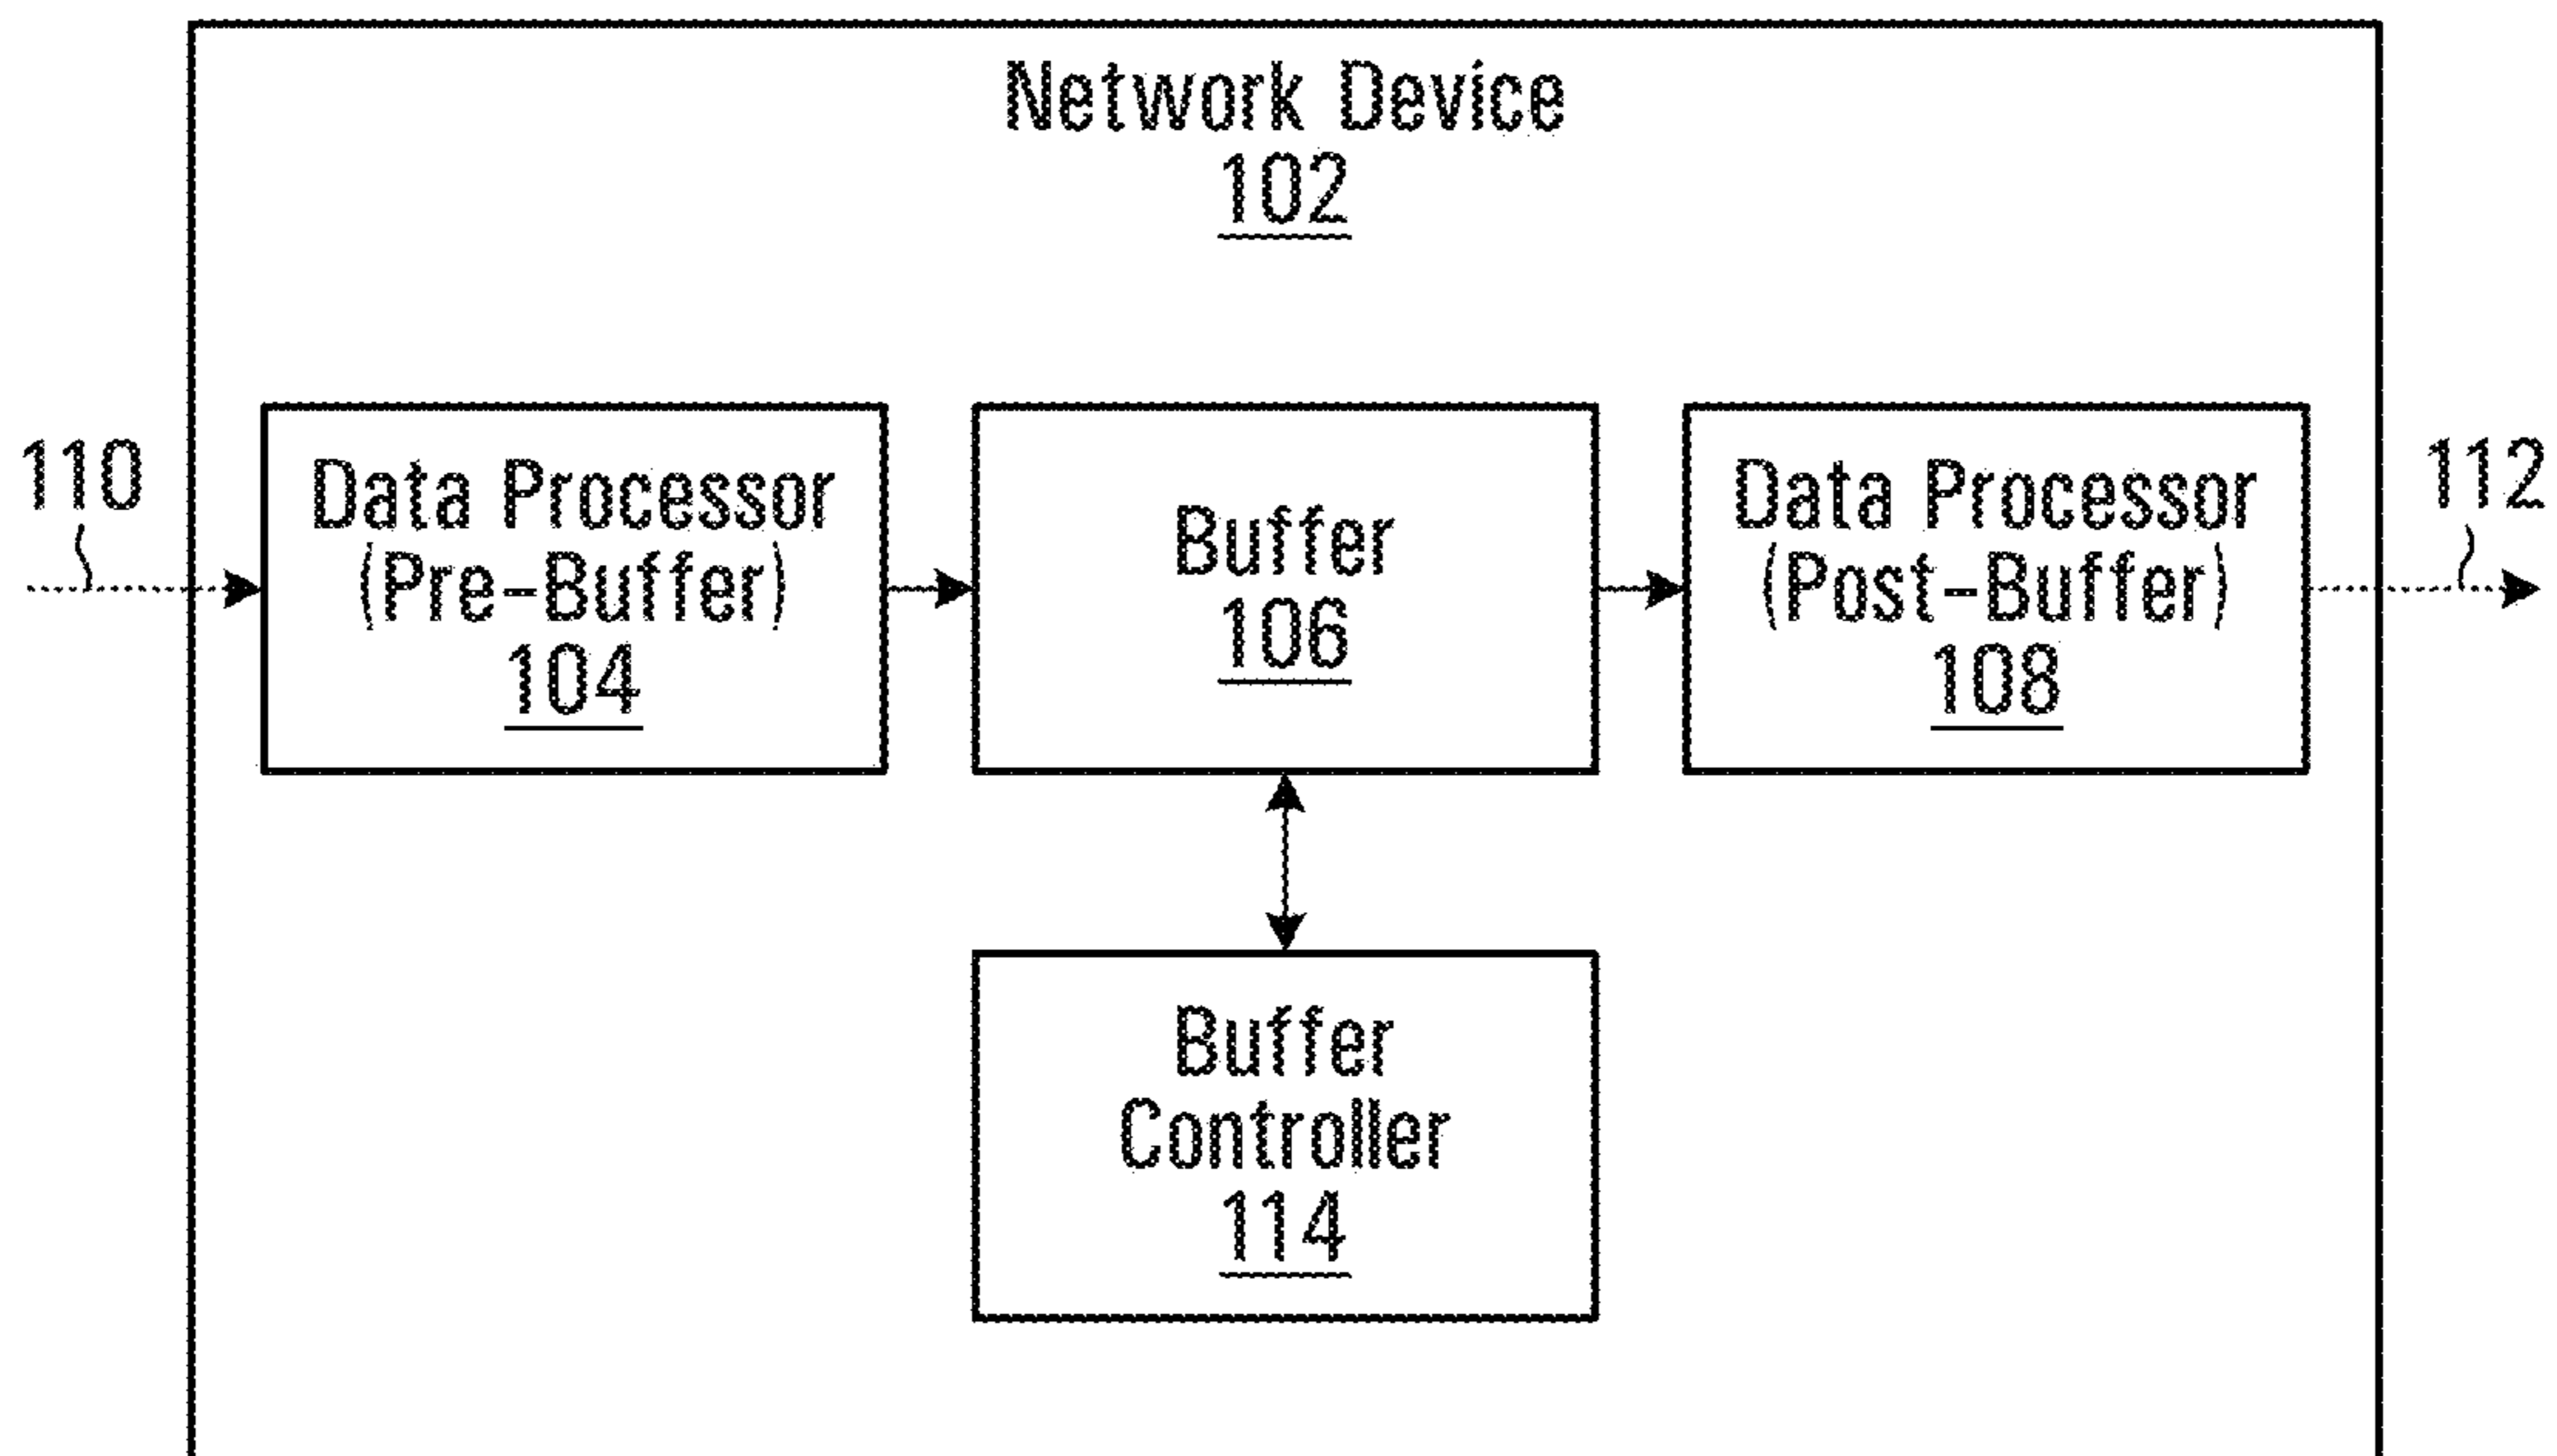 Network Device
102
110
Data Processor
(Pre-Buffer)
104
Buffer
106
Data Processor
(Post-Buffer)
108
112
Buffer
Controller
114